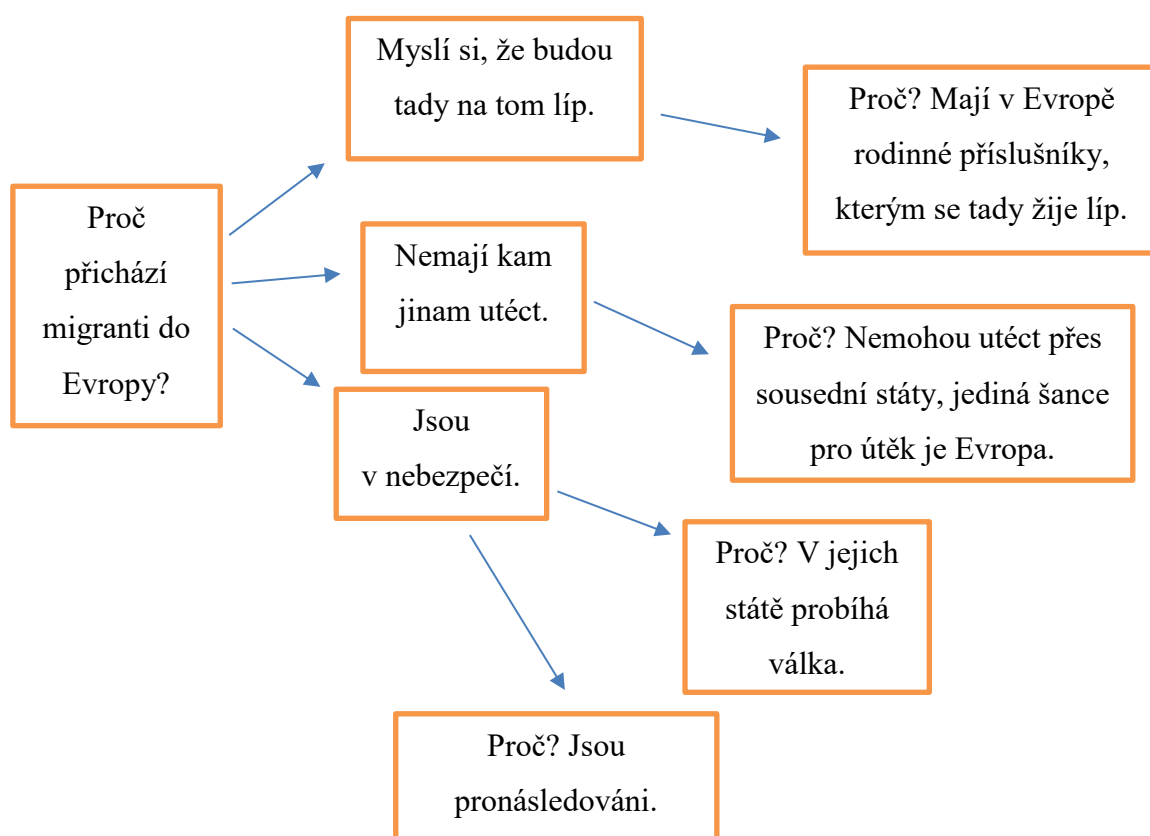 Proč
přichází
migranti do
Evropy?
Myslí si, že budou
tady na tom líp.
Proč? Mají v Evropě
rodinné příslušníky,
kterým se tady žije líp.
Nemají kam
jinam utéct.
Proč? Nemohou utéct přes
sousední státy, jediná šance
pro útěk je Evropa.
Jsou
v nebezpečí.
Proč? V jejich
státě probíhá
válka.
Proč? Jsou
pronásledováni.